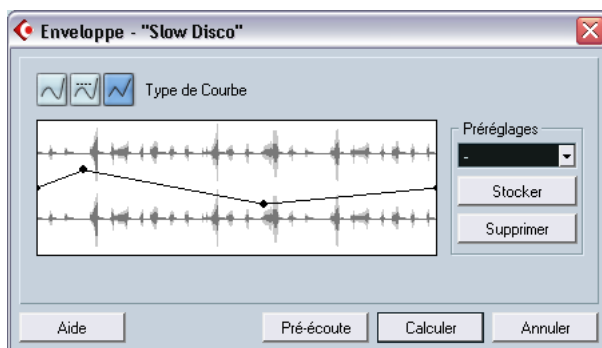 Enveloppe - "Slow Disco"
Type de Courbe
Préréglages
-
Stocker
Supprimer
Aide
Pré-écoute
Calculer
Annuler